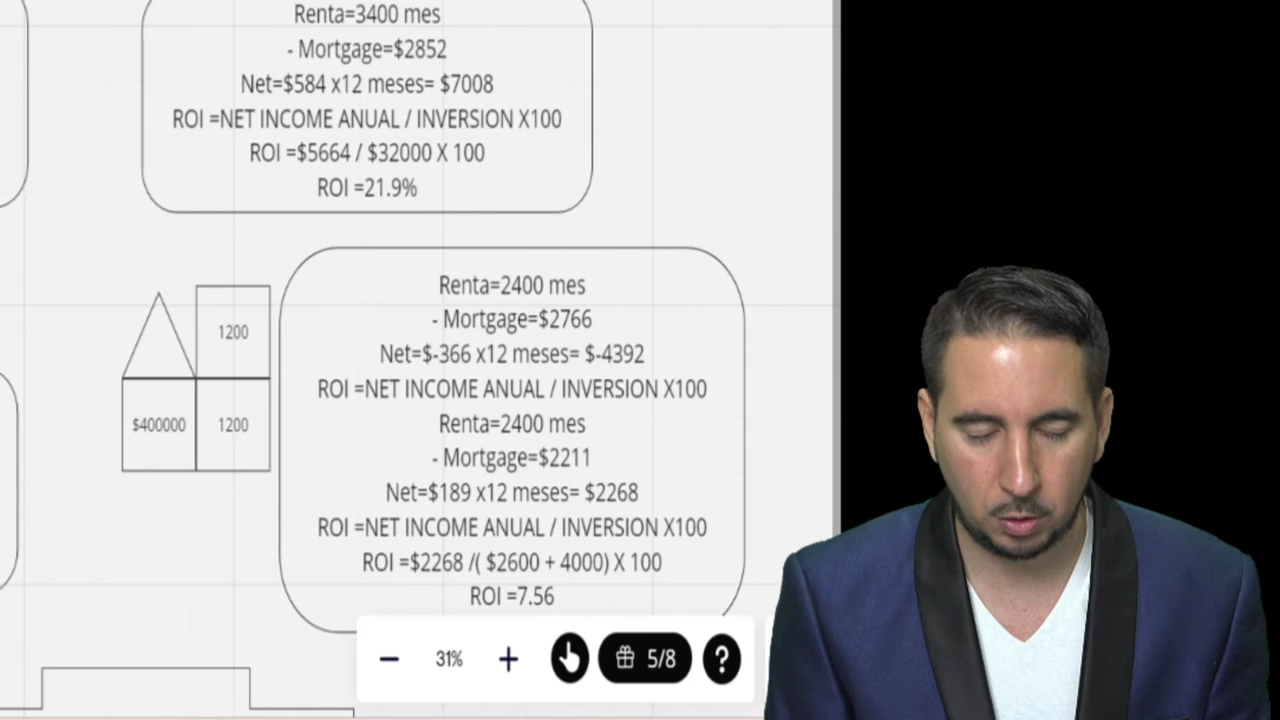 Renta=3400 mes
- Mortgage=$2852
Net=$584 x12 meses= $7008
ROI =NET INCOME ANUAL / INVERSION X100
ROI =$5664 / $32000 X 100
ROI =21.9%
1200
$400000
1200
Renta=2400 mes
- Mortgage=$2766
Net=$-366 x12 meses= $-4392
ROI =NET INCOME ANUAL / INVERSION X100
Renta=2400 mes
- Mortgage=$2211
Net=$189 x12 meses= $2268
ROI =NET INCOME ANUAL / INVERSION X100
ROI =$2268 /( $2600 + 4000) X 100
ROI =7.56
31%
5/8
?